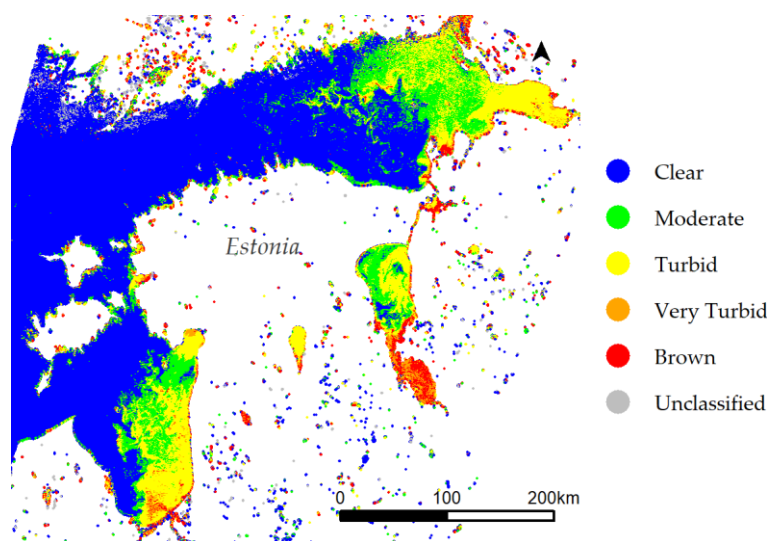 Estonia
Clear
Moderate
Turbid
Very Turbid
Brown
Unclassified
0 100 200km